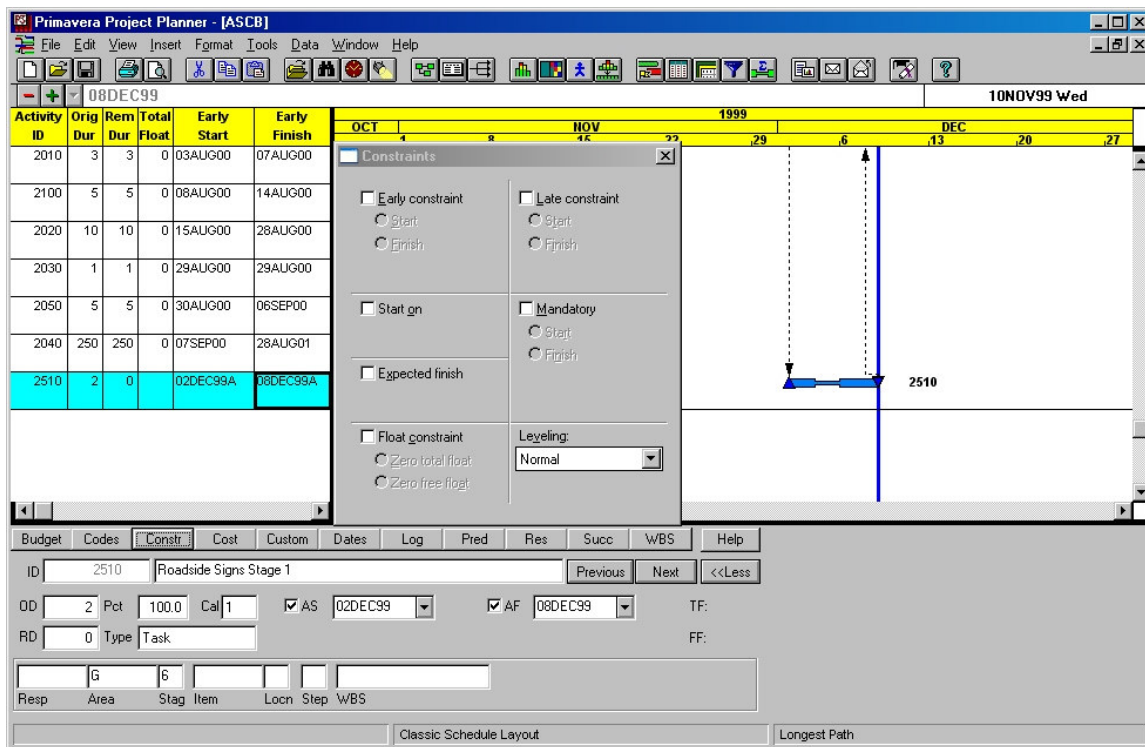 Primavera Project Planner - [ASCB]
File Edit View Insert Format Tools Data Window Help
08DEC99
10NOV99 Wed
Activity ID Orig Dur Rem Dur Total Float Early Start Early Finish
1999
OCT NOV DEC
1 8 15 22 29 6 13 20 27
2010 3 3 0 03AUG00 07AUG00
2100 5 5 0 08AUG00 14AUG00
2020 10 10 0 15AUG00 28AUG00
2030 1 1 0 29AUG00 29AUG00
2050 5 5 0 30AUG00 06SEP00
2040 250 250 0 07SEP00 28AUG01
2510 2 0 02DEC99A 08DEC99A
2510
Constraints
Early constraint
Start
Finish
Late constraint
Start
Finish
Start on
Mandatory
Start
Finish
Expected finish
Float constraint
Zero total float
Zero free float
Leveling:
Normal
Budget Codes Constr Cost Custom Dates Log Pred Res Succ WBS Help
ID 2510 Roadside Signs Stage 1 Previous Next <<Less
OD 2 Pct 100.0 Cal 1 AS 02DEC99 AF 08DEC99 TF:
RD 0 Type Task FF:
G 6
Resp Area Stag Item Locn Step WBS
Classic Schedule Layout Longest Path